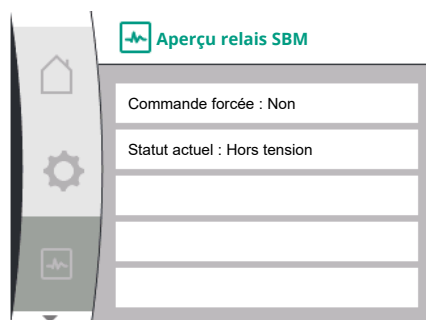 Aperçu relais SBM
Commande forcée : Non
Statut actuel : Hors tension